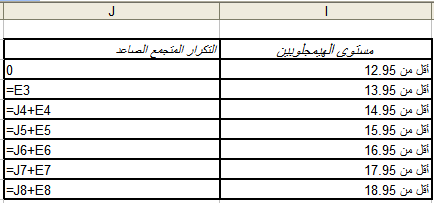 I J
مستوى الهيمجلوبين التكرار المتجمع الصاعد
أقل من 12.95 0
أقل من 13.95 =E3
أقل من 14.95 =J4+E4
أقل من 15.95 =J5+E5
أقل من 16.95 =J6+E6
أقل من 17.95 =J7+E7
أقل من 18.95 =J8+E8